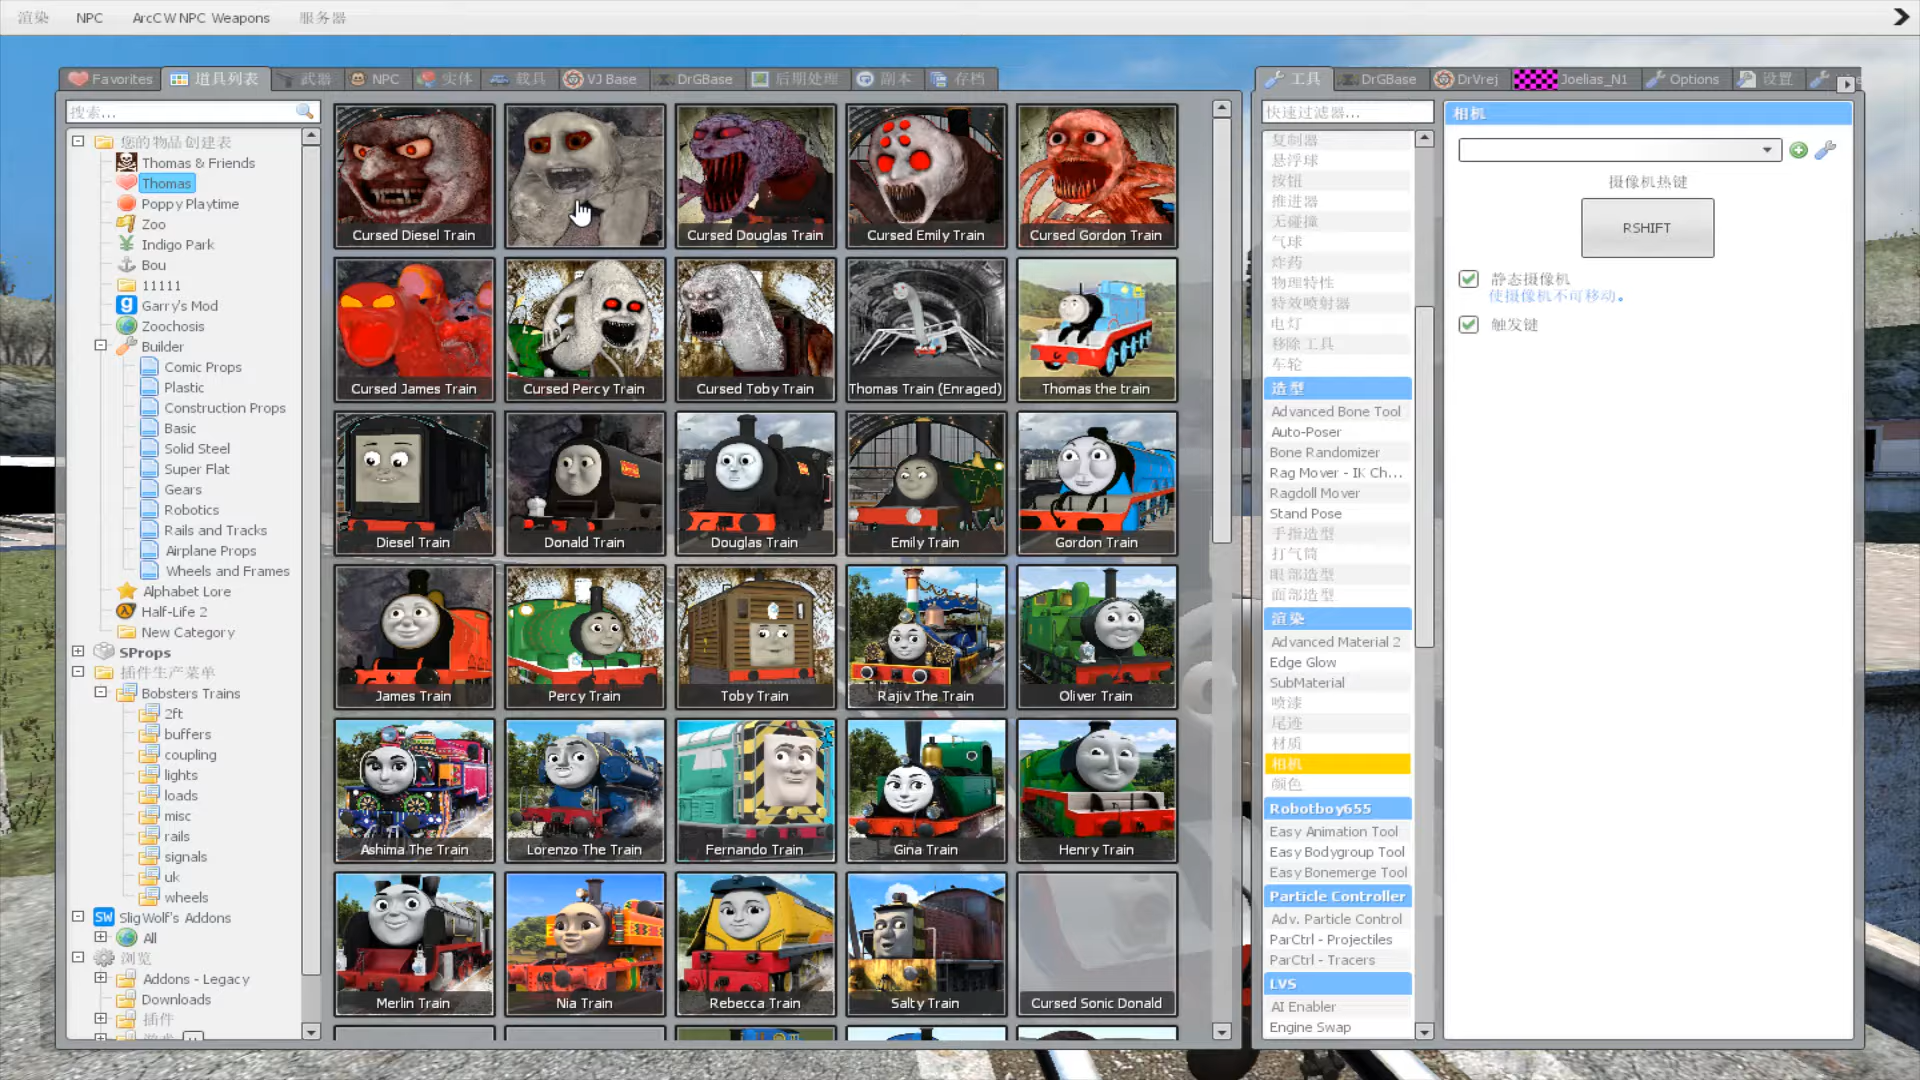 渲染 NPC ArcCW NPC Weapons 服务器
Favorites 道具列表 武器 NPC 实体 载具 VJ Base DrGBase 后期处理 副本 存档
搜索...
您的物品创建表
Thomas & Friends
Thomas
Poppy Playtime
Zoo
Indigo Park
Bou
11111
Garry's Mod
Zoochosis
Builder
Comic Props
Plastic
Construction Props
Basic
Solid Steel
Super Flat
Gears
Robotics
Rails and Tracks
Airplane Props
Wheels and Frames
Alphabet Lore
Half-Life 2
New Category
SProps
插件生产菜单
Bobsters Trains
2ft
buffers
coupling
lights
loads
misc
rails
signals
uk
wheels
SW SligWolf's Addons
All
浏览
Addons - Legacy
Downloads
插件
Cursed Diesel Train
Cursed Douglas Train
Cursed Emily Train
Cursed Gordon Train
Cursed James Train
Cursed Percy Train
Cursed Toby Train
Thomas Train (Enraged)
Thomas the train
Diesel Train
Donald Train
Douglas Train
Emily Train
Gordon Train
James Train
Percy Train
Toby Train
Rajiv The Train
Oliver Train
Ashima The Train
Lorenzo The Train
Fernando Train
Gina Train
Henry Train
Merlin Train
Nia Train
Rebecca Train
Salty Train
Cursed Sonic Donald
工具 DrGBase DrVrej Joelias_N1 Options 设置
快速过滤器...
复制器
悬浮球
按钮
推进器
无碰撞
气球
炸药
物理特性
特效喷射器
电灯
移除工具
车轮
造型
Advanced Bone Tool
Auto-Poser
Bone Randomizer
Rag Mover - IK Ch...
Ragdoll Mover
Stand Pose
手指造型
打气筒
眼部造型
面部造型
渲染
Advanced Material 2
Edge Glow
SubMaterial
喷漆
尾迹
材质
相机
颜色
Robotboy655
Easy Animation Tool
Easy Bodygroup Tool
Easy Bonemerge Tool
Particle Controller
Adv. Particle Control
ParCtrl - Projectiles
ParCtrl - Tracers
LVS
AI Enabler
Engine Swap
相机
摄像机热键
RSHIFT
静态摄像机
使摄像机不可移动。
触发键